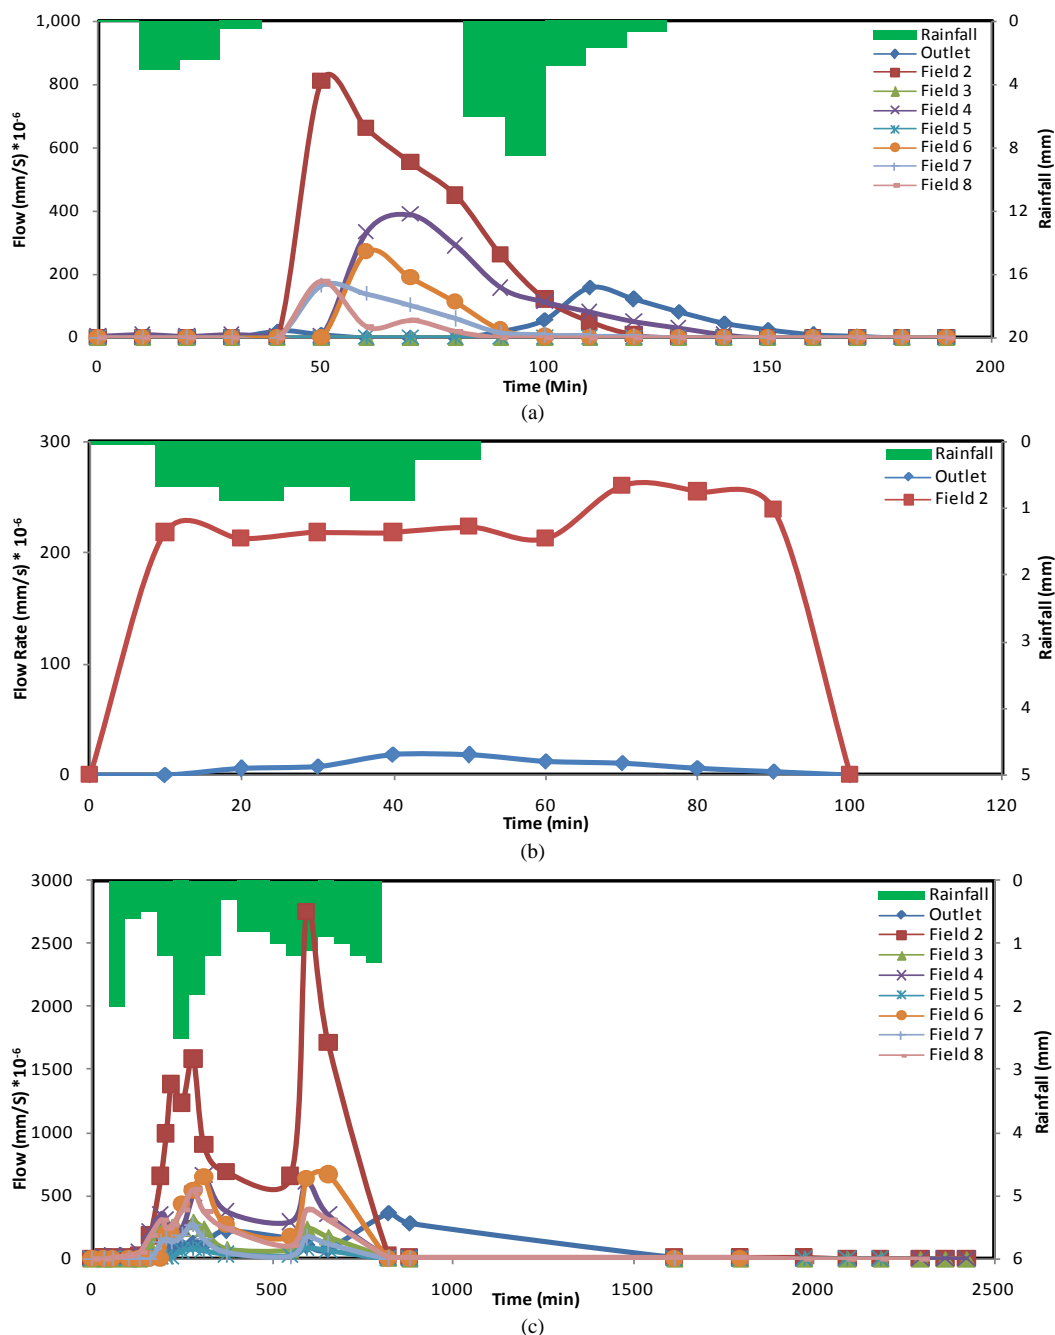 1,000
800
600
400
200
0
Flow (mm/S) *10-6
0
4
8
12
16
20
Rainfall (mm)
Rainfall
Outlet
Field 2
Field 3
Field 4
Field 5
Field 6
Field 7
Field 8
0
50
100
150
200
Time (Min)
(a)
300
200
100
0
Flow Rate (mm/s) * 10-6
0
1
2
3
4
5
Rainfall (mm)
Rainfall
Outlet
Field 2
0
20
40
60
80
100
120
Time (min)
(b)
3000
2500
2000
1500
1000
500
0
Flow (mm/S) *10-6
0
1
2
3
4
5
6
Rainfall (mm)
Rainfall
Outlet
Field 2
Field 3
Field 4
Field 5
Field 6
Field 7
Field 8
0
500
1000
1500
2000
2500
Time (min)
(c)